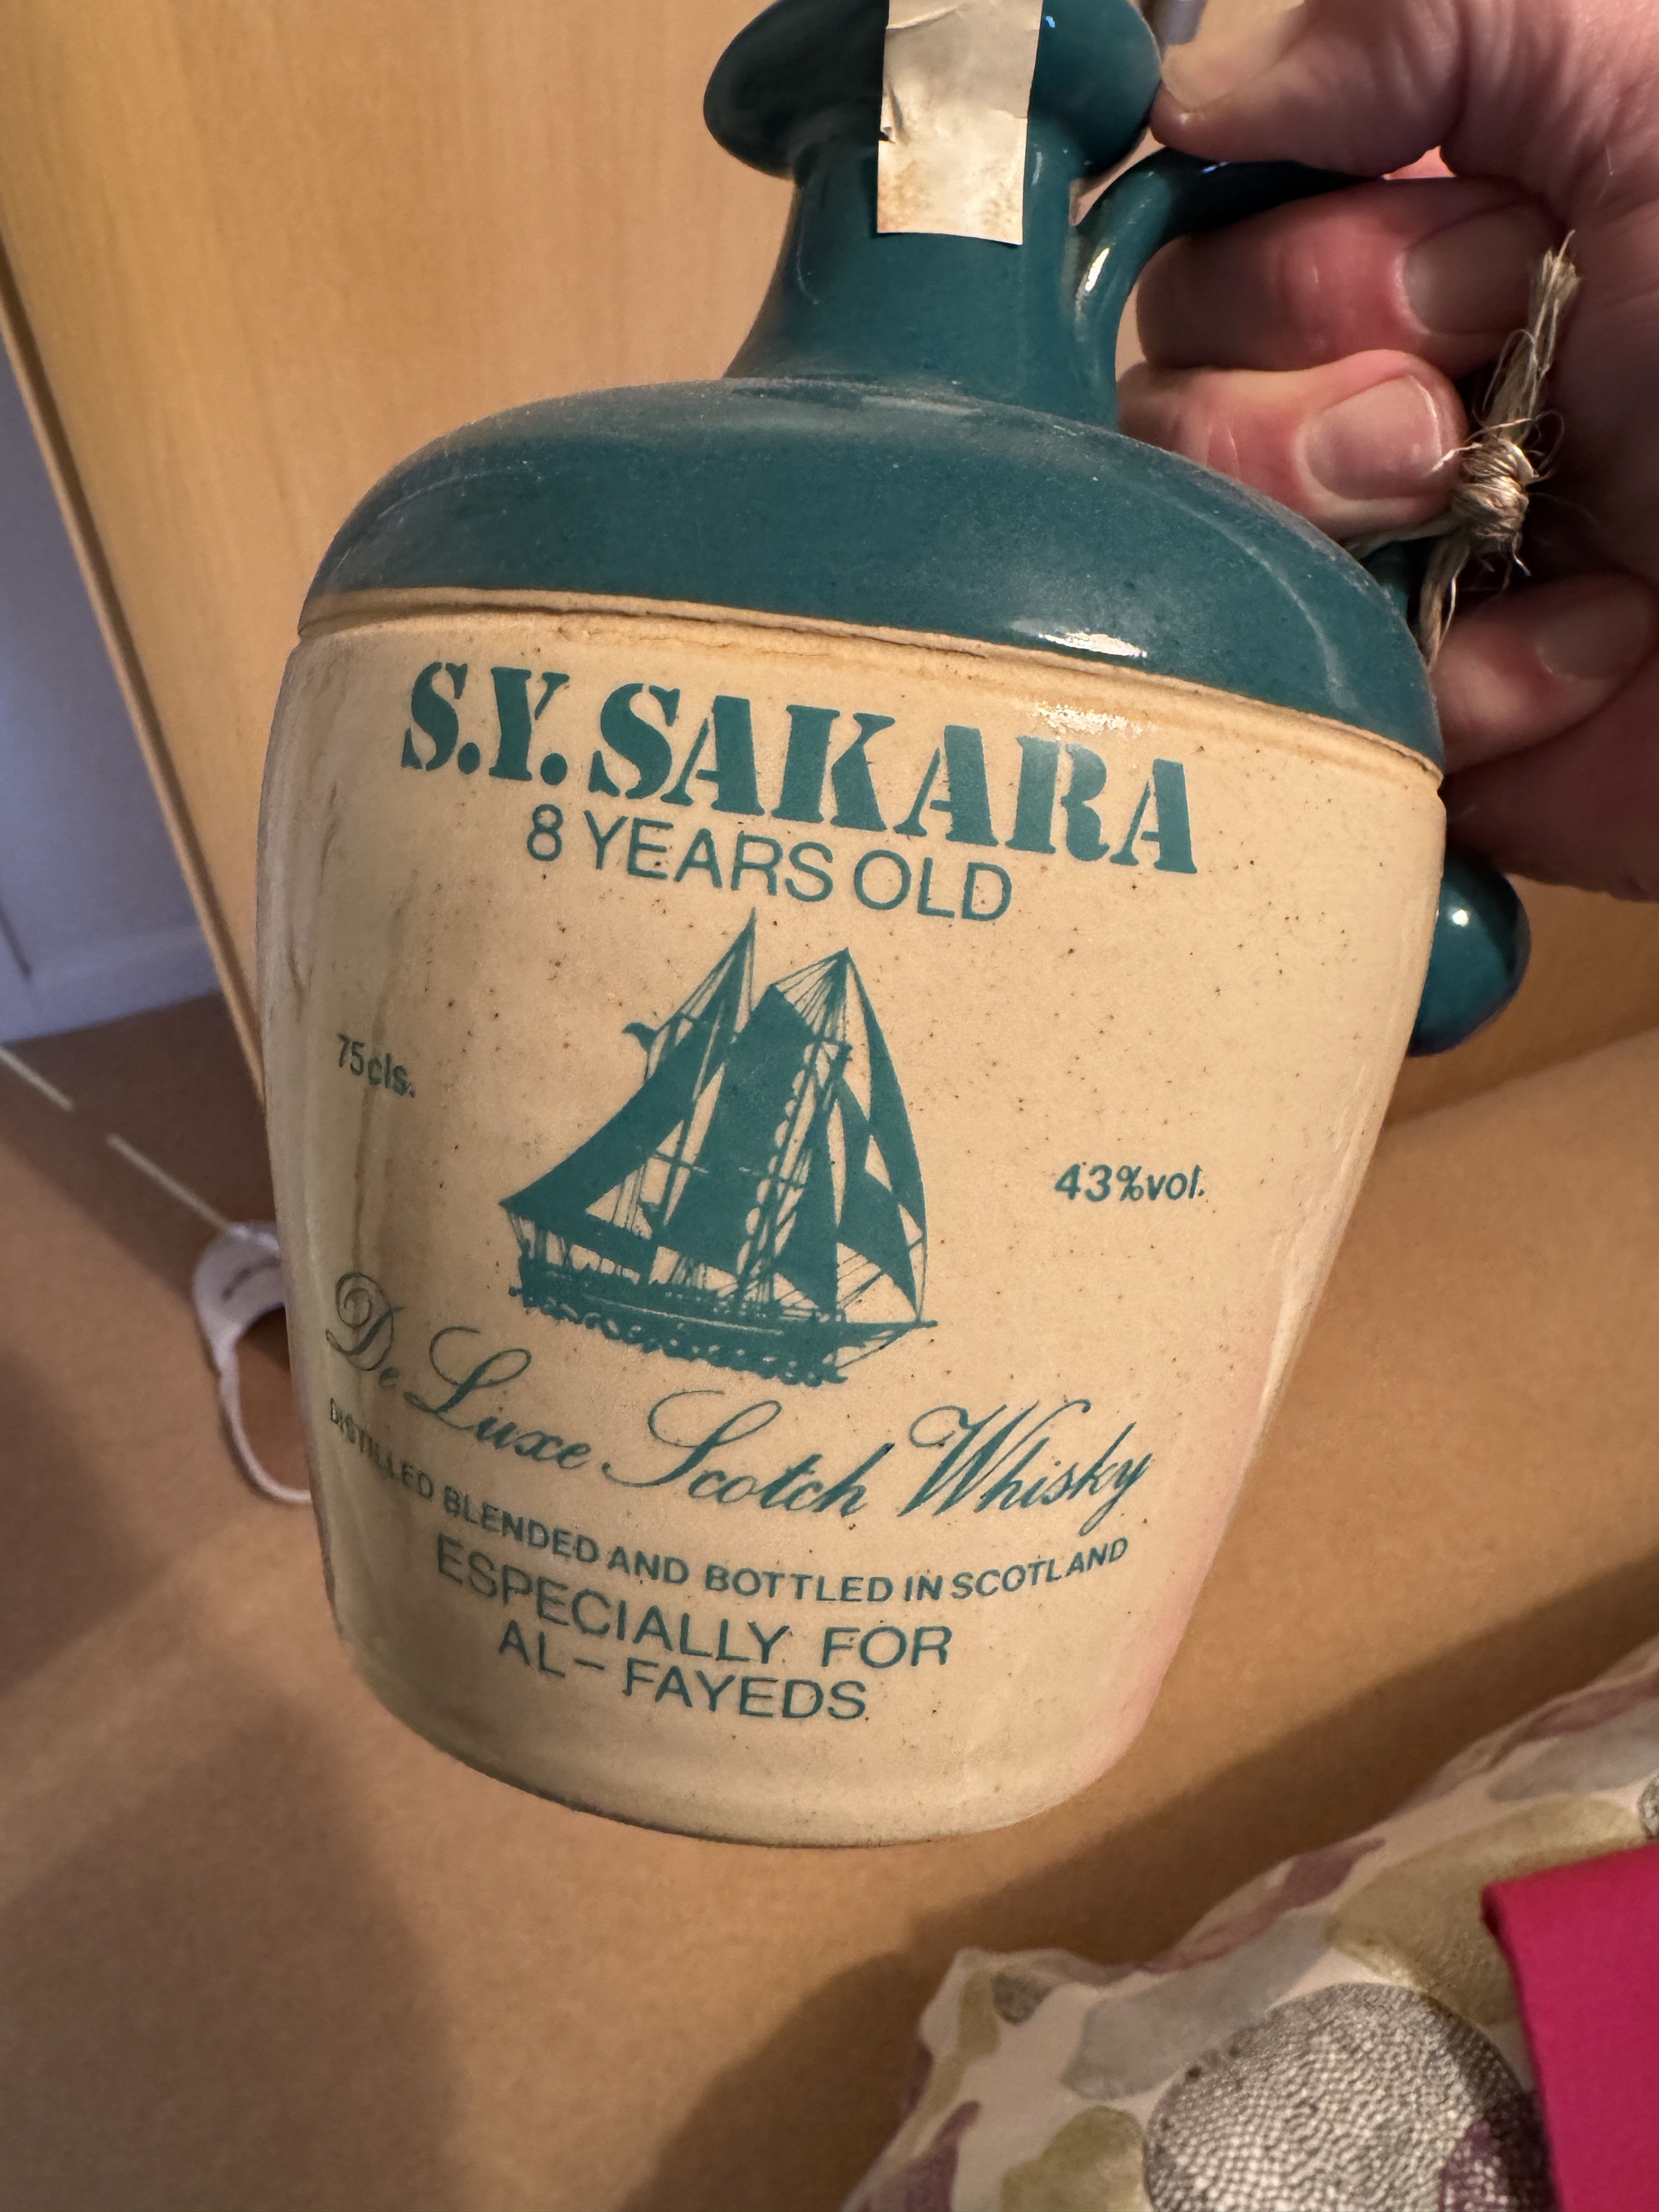 S.Y. SAKARA
8 YEARS OLD
75cls.
43%vol.
De Luxe Scotch Whisky
DISTILLED BLENDED AND BOTTLED IN SCOTLAND
ESPECIALLY FOR
AL-FAYEDS